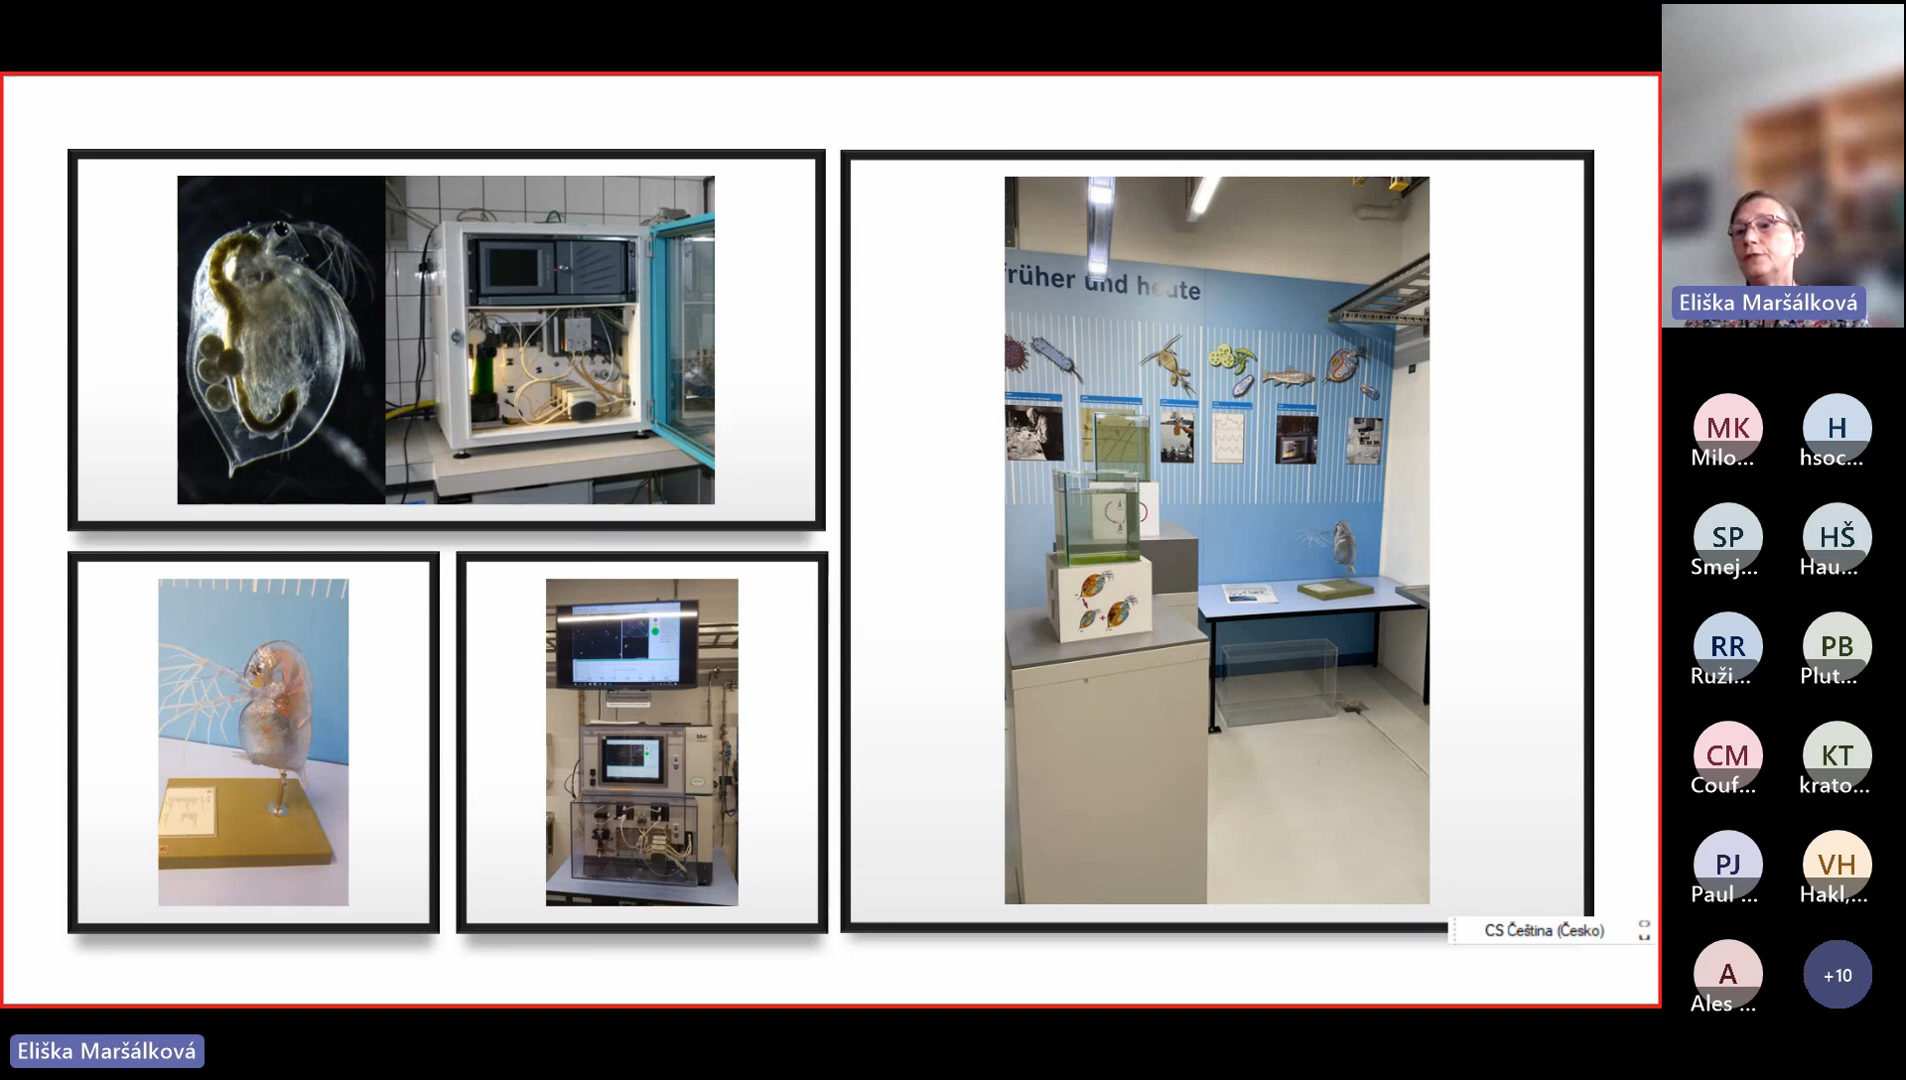 früher und heute
bbe
CS Čeština (Česko)
Eliška Maršálková
MK
Milo...
H
hsoc...
SP
Smej...
HŠ
Hau...
RR
Ruži...
PB
Plut...
CM
Couf...
KT
krato...
PJ
Paul ...
VH
Hakl,...
A
Ales ...
+10
Eliška Maršálková